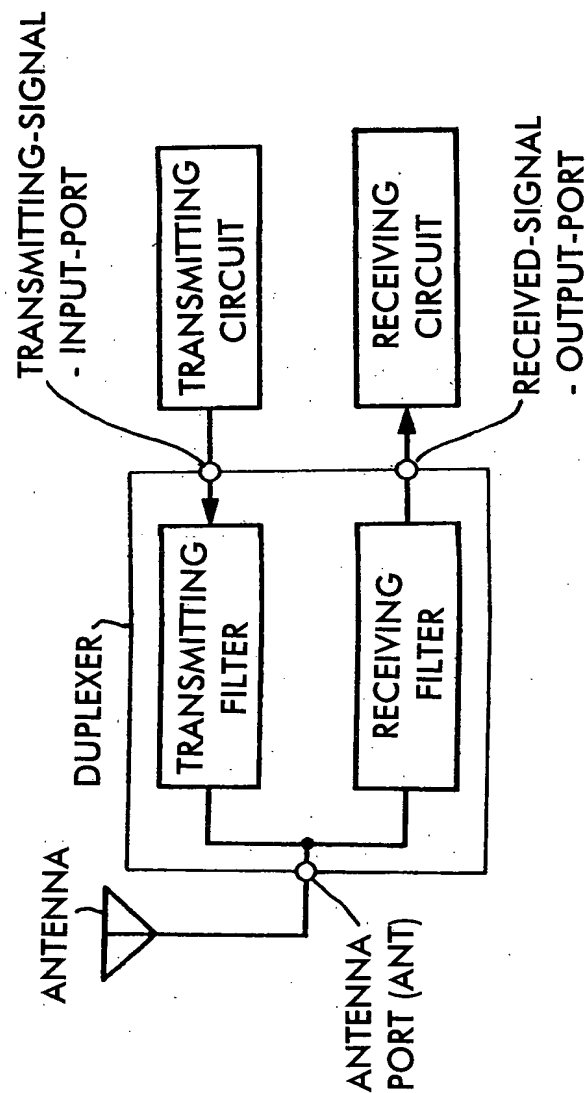 ANTENNA
DUPLEXER
TRANSMITTING-SIGNAL
- INPUT-PORT
TRANSMITTING
FILTER
TRANSMITTING
CIRCUIT
RECEIVING
FILTER
RECEIVING
CIRCUIT
ANTENNA
PORT (ANT)
RECEIVED-SIGNAL
- OUTPUT-PORT